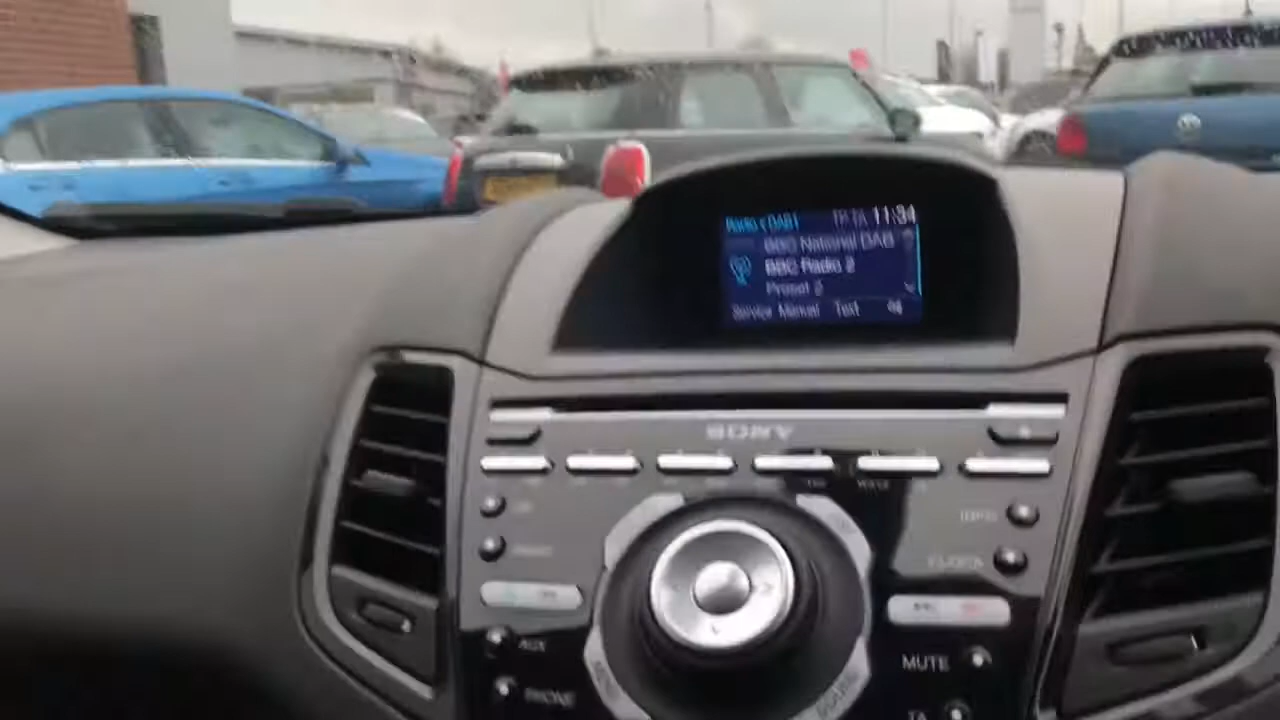 Radio < DAB1 TP-TA 11:34
BBC National DAB
BBC Radio 2
Preset 2
Service Manual Text
SONY
INFO
CLOCK
AUX
PHONE
MUTE
TA